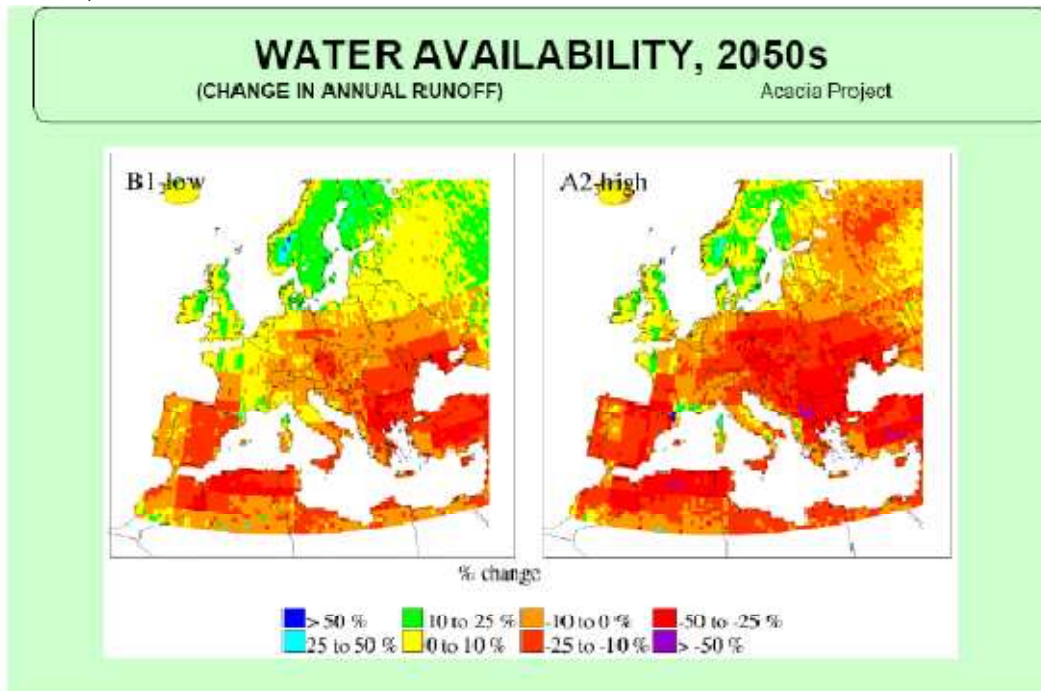 WATER AVAILABILITY, 2050s
(CHANGE IN ANNUAL RUNOFF) Acacia Project
B1-low A2-high
% change
> 50 % 10 to 25 % -10 to 0 % -50 to -25 %
25 to 50 % 0 to 10 % -25 to -10 % > -50 %